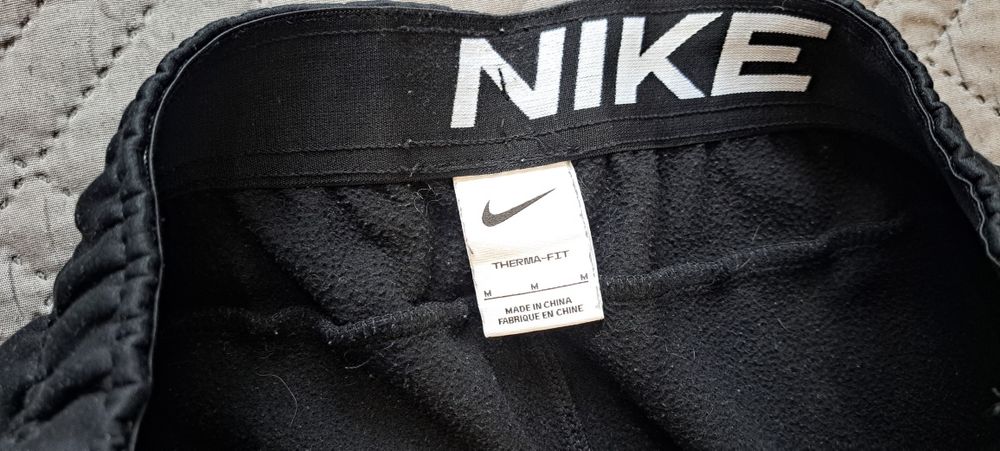 NIKE
THERMA-FIT
M M M
MADE IN CHINA
FABRIQUE EN CHINE